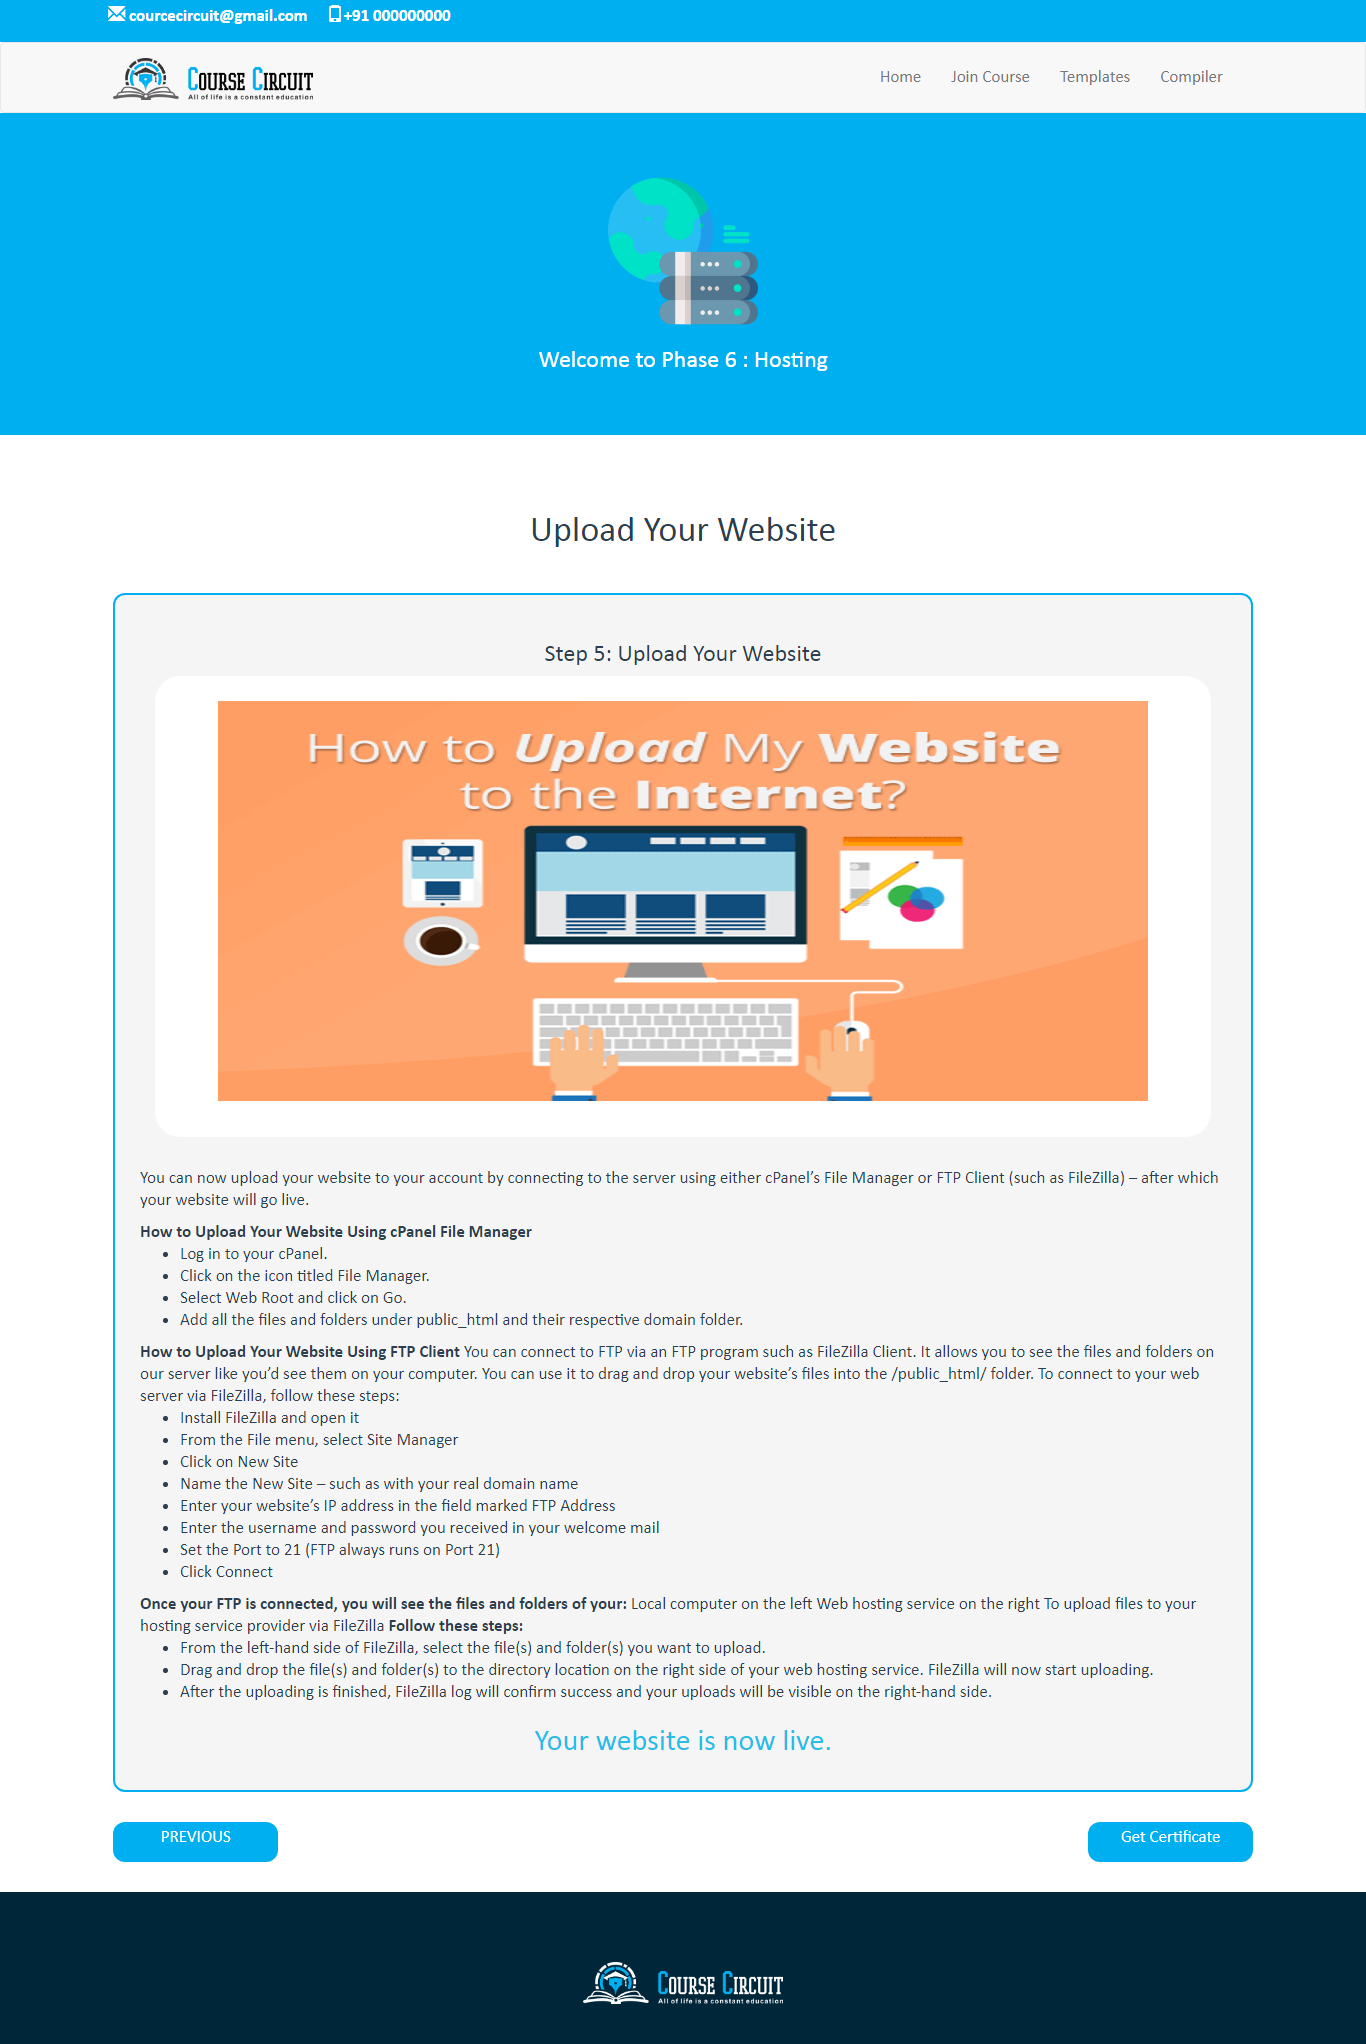 courcecircuit@gmail.com +91 000000000
COURSE CIRCUIT
All of life is a constant education
Home Join Course Templates Compiler
Welcome to Phase 6 : Hosting
Upload Your Website
Step 5: Upload Your Website
How to Upload My Website
to the Internet?
You can now upload your website to your account by connecting to the server using either cPanel’s File Manager or FTP Client (such as FileZilla) – after which
your website will go live.
How to Upload Your Website Using cPanel File Manager
• Log in to your cPanel.
• Click on the icon titled File Manager.
• Select Web Root and click on Go.
• Add all the files and folders under public_html and their respective domain folder.
How to Upload Your Website Using FTP Client You can connect to FTP via an FTP program such as FileZilla Client. It allows you to see the files and folders on
our server like you’d see them on your computer. You can use it to drag and drop your website’s files into the /public_html/ folder. To connect to your web
server via FileZilla, follow these steps:
• Install FileZilla and open it
• From the File menu, select Site Manager
• Click on New Site
• Name the New Site – such as with your real domain name
• Enter your website’s IP address in the field marked FTP Address
• Enter the username and password you received in your welcome mail
• Set the Port to 21 (FTP always runs on Port 21)
• Click Connect
Once your FTP is connected, you will see the files and folders of your: Local computer on the left Web hosting service on the right To upload files to your
hosting service provider via FileZilla Follow these steps:
• From the left-hand side of FileZilla, select the file(s) and folder(s) you want to upload.
• Drag and drop the file(s) and folder(s) to the directory location on the right side of your web hosting service. FileZilla will now start uploading.
• After the uploading is finished, FileZilla log will confirm success and your uploads will be visible on the right-hand side.
Your website is now live.
PREVIOUS Get Certificate
COURSE CIRCUIT
All of life is a constant education